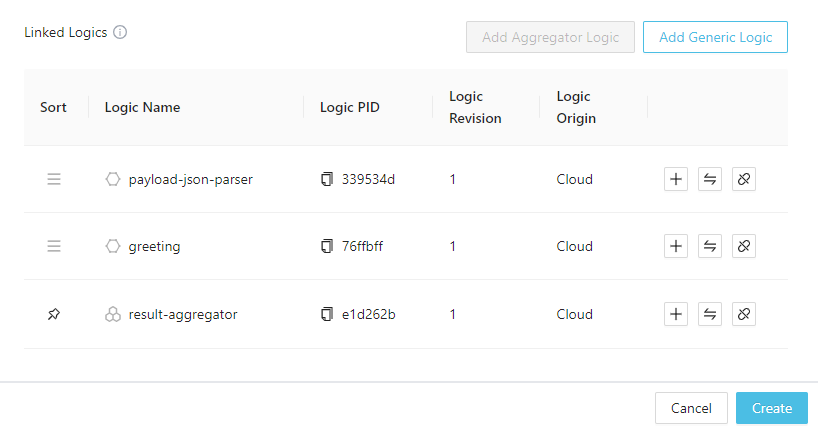 Linked Logics
Add Aggregator Logic
Add Generic Logic
Sort
Logic Name
Logic PID
Logic
Revision
Logic
Origin
payload-json-parser
339534d
1
Cloud
greeting
76ffbff
1
Cloud
result-aggregator
e1d262b
1
Cloud
Cancel
Create